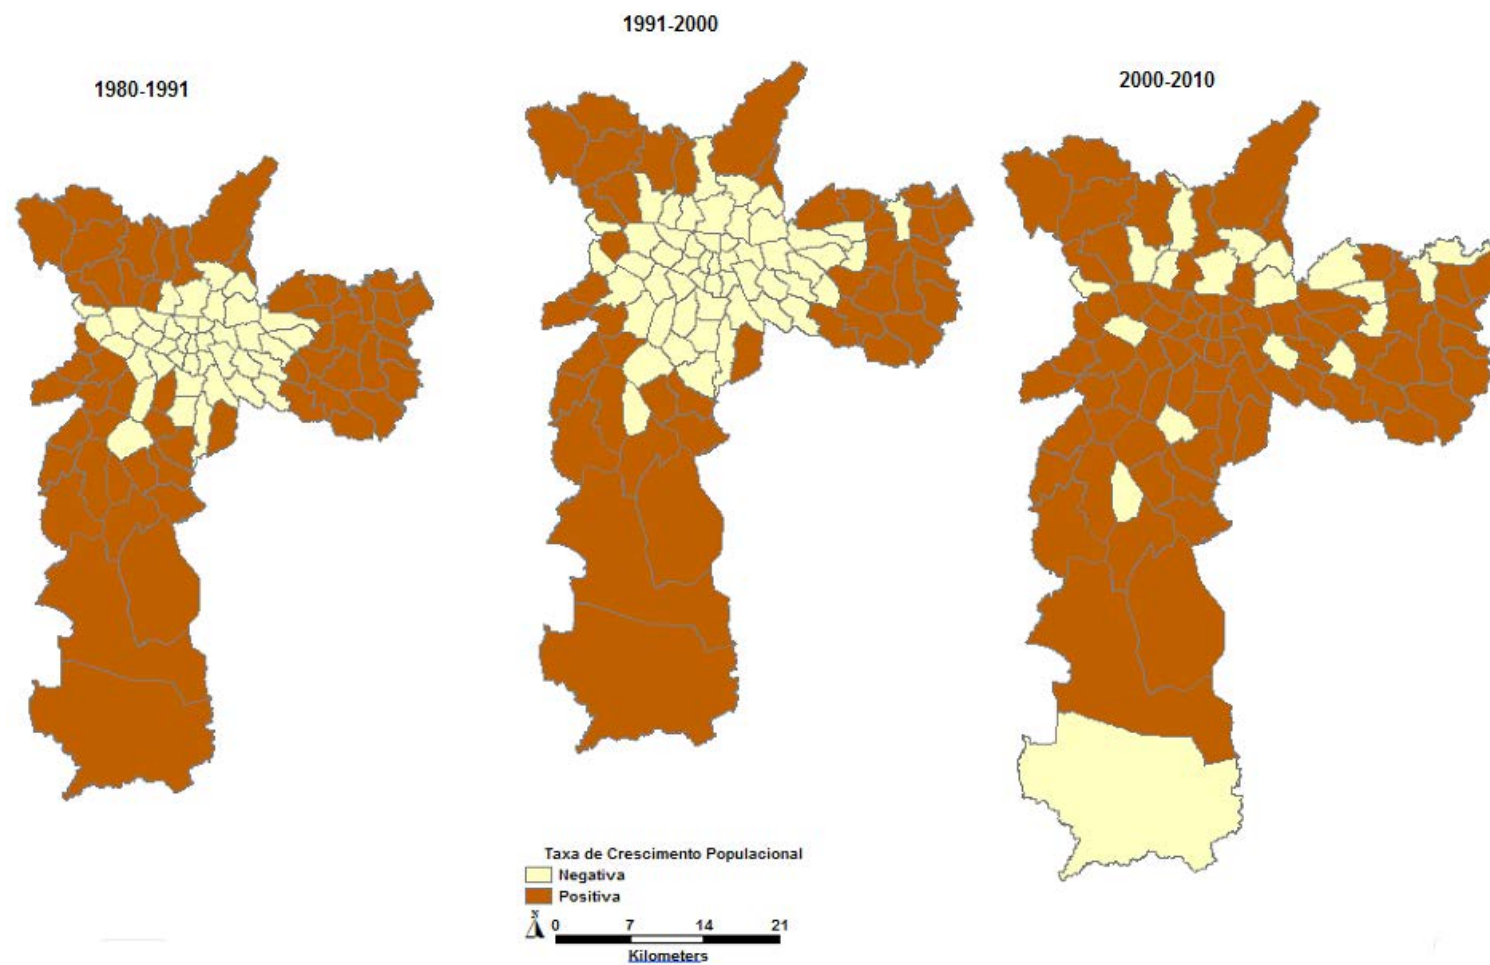 1991-2000
1980-1991
2000-2010
Taxa de Crescimento Populacional
Negativa
Positiva
N
0 7 14 21
Kilometers